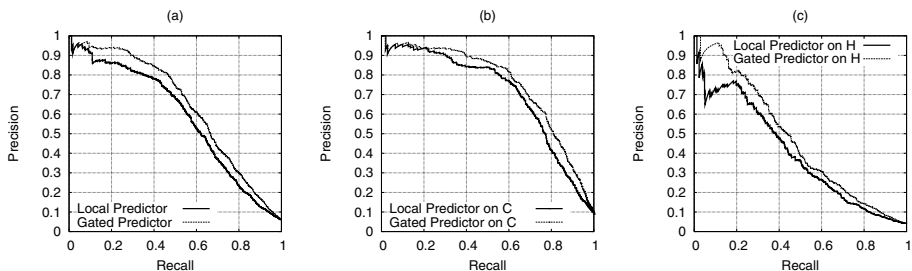 (a)
1
0.9
0.8
0.7
0.6
0.5
0.4
0.3
0.2
0.1
0
Precision
Local Predictor
Gated Predictor
0 0.2 0.4 0.6 0.8 1
Recall
(b)
1
0.9
0.8
0.7
0.6
0.5
0.4
0.3
0.2
0.1
0
Precision
Local Predictor on C
Gated Predictor on C
0 0.2 0.4 0.6 0.8 1
Recall
(c)
1
0.9
0.8
0.7
0.6
0.5
0.4
0.3
0.2
0.1
0
Precision
Local Predictor on H
Gated Predictor on H
0 0.2 0.4 0.6 0.8 1
Recall